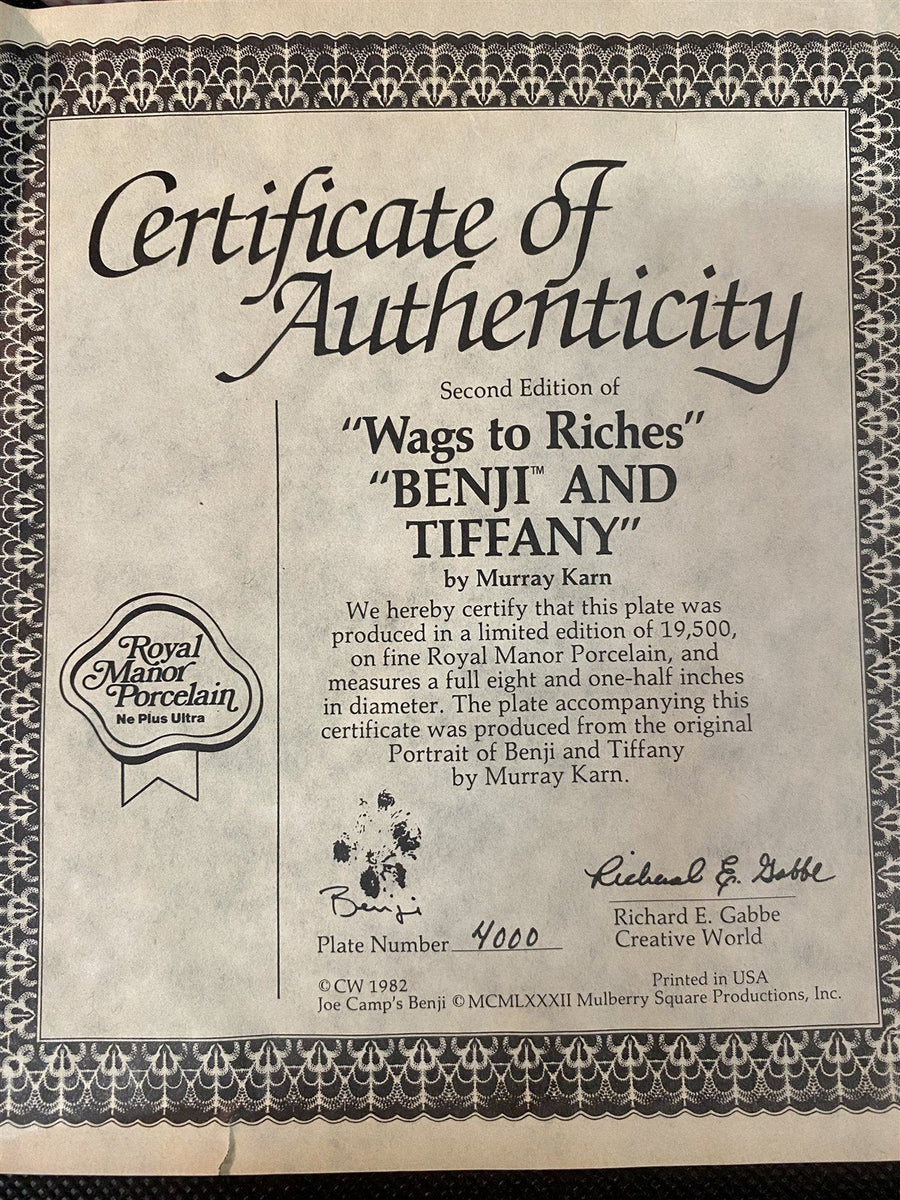 Certificate of
Authenticity
Second Edition of
"Wags to Riches"
"BENJI™ AND
TIFFANY"
by Murray Karn
We hereby certify that this plate was
produced in a limited edition of 19,500,
on fine Royal Manor Porcelain, and
measures a full eight and one-half inches
in diameter. The plate accompanying this
certificate was produced from the original
Portrait of Benji and Tiffany
by Murray Karn.
Royal
Manor
Porcelain
Ne Plus Ultra
Benji
Plate Number 4000
Richard E. Gabbe
Richard E. Gabbe
Creative World
© CW 1982
Printed in USA
Joe Camp's Benji © MCMLXXXII Mulberry Square Productions, Inc.